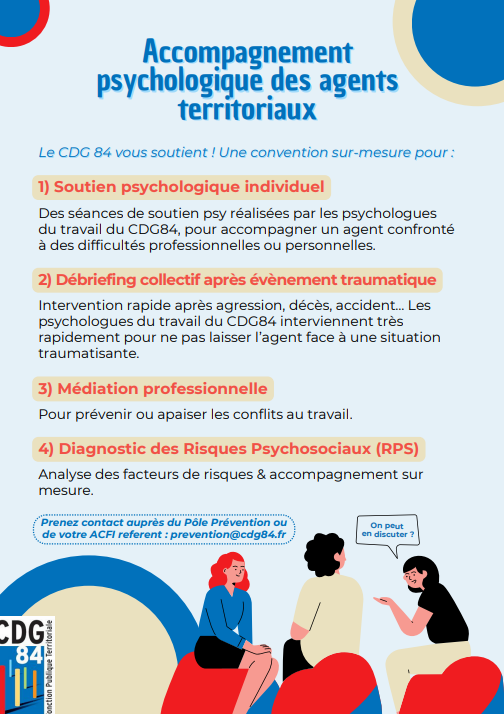 Accompagnement
psychologique des agents
territoriaux
Le CDG 84 vous soutient ! Une convention sur-mesure pour :
1) Soutien psychologique individuel
Des séances de soutien psy réalisées par les psychologues
du travail du CDG84, pour accompagner un agent confronté
à des difficultés professionnelles ou personnelles.
2) Débriefing collectif après évènement traumatique
Intervention rapide après agression, décès, accident... Les
psychologues du travail du CDG84 interviennent très
rapidement pour ne pas laisser l'agent face à une situation
traumatisante.
3) Médiation professionnelle
Pour prévenir ou apaiser les conflits au travail.
4) Diagnostic des Risques Psychosociaux (RPS)
Analyse des facteurs de risques & accompagnement sur
mesure.
Prenez contact auprès du Pôle Prévention ou
de votre ACFI referent : prevention@cdg84.fr
On peut
en discuter ?
CDG
84
onction Publique Territoriale